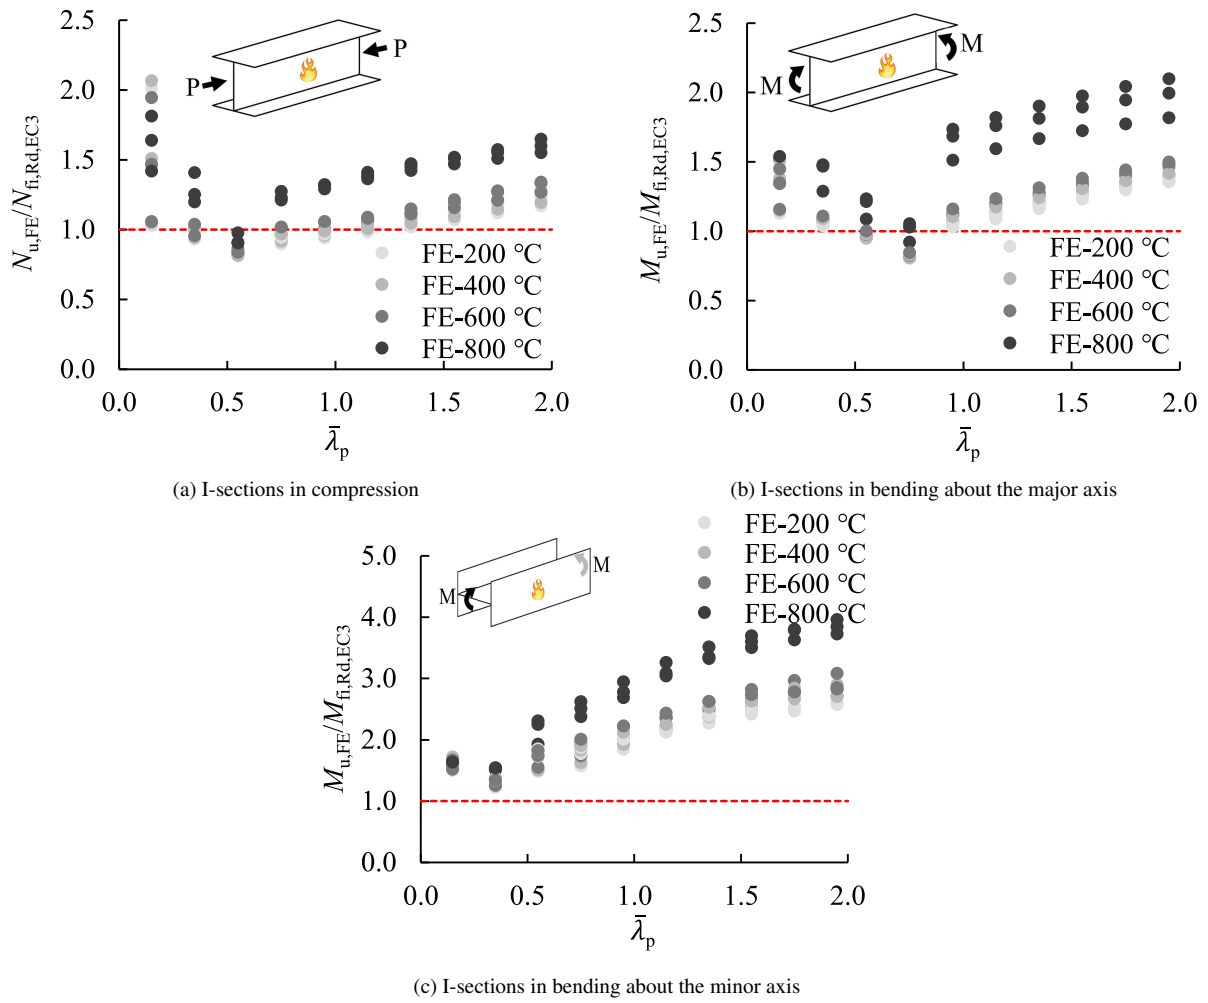 2.5
2.0
1.5
1.0
0.5
0.0
N_u,FE/N_fi,Rd,EC3
P
P
FE-200 °C
FE-400 °C
FE-600 °C
FE-800 °C
0.0 0.5 1.0 1.5 2.0
λ̄_p
(a) I-sections in compression
2.5
2.0
1.5
1.0
0.5
0.0
M_u,FE/M_fi,Rd,EC3
M
M
FE-200 °C
FE-400 °C
FE-600 °C
FE-800 °C
0.0 0.5 1.0 1.5 2.0
λ̄_p
(b) I-sections in bending about the major axis
5.0
4.0
3.0
2.0
1.0
0.0
M_u,FE/M_fi,Rd,EC3
M
M
FE-200 °C
FE-400 °C
FE-600 °C
FE-800 °C
0.0 0.5 1.0 1.5 2.0
λ̄_p
(c) I-sections in bending about the minor axis